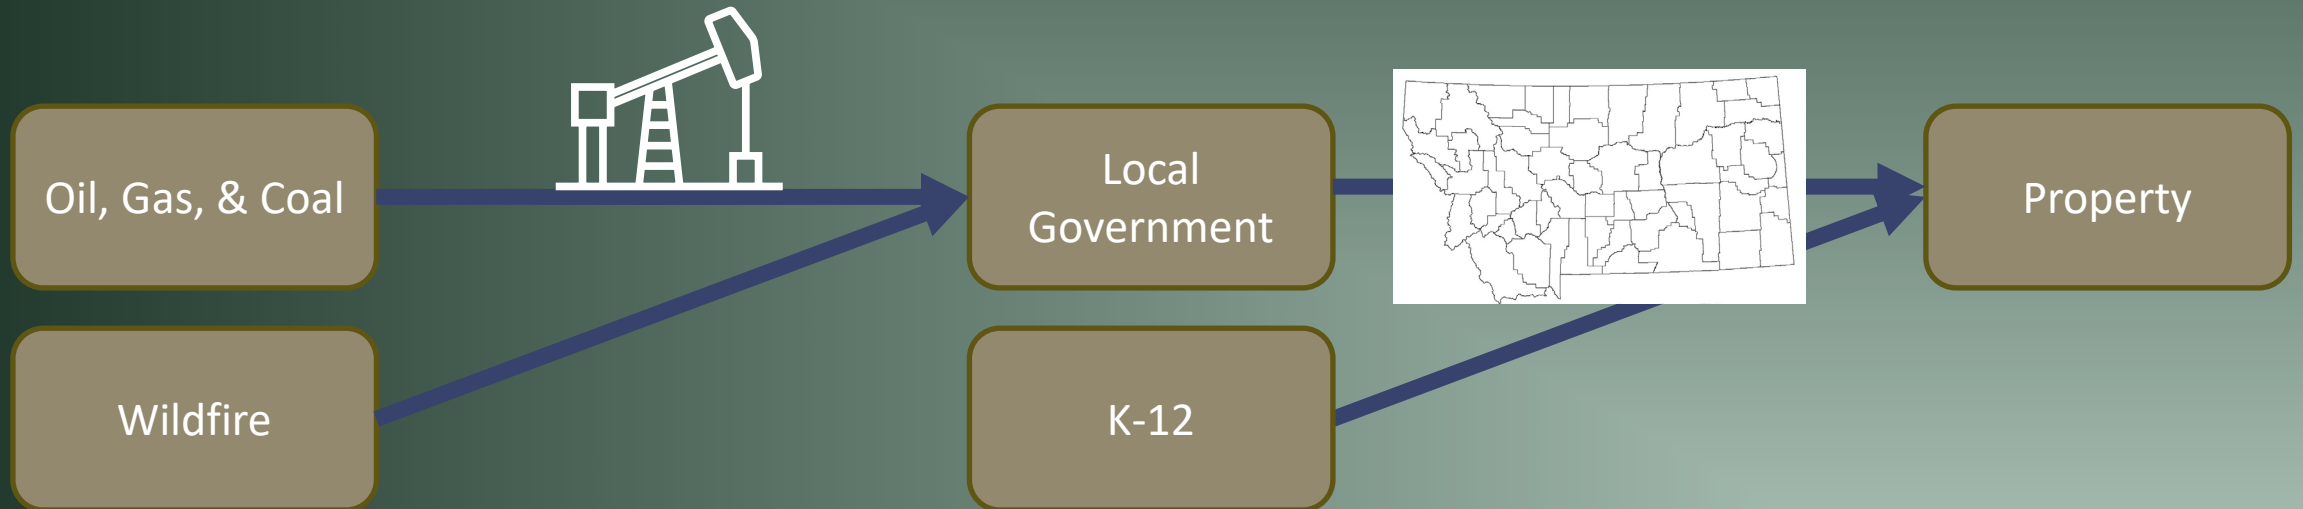 Oil, Gas, & Coal
Local
Government
Property
Wildfire
K-12